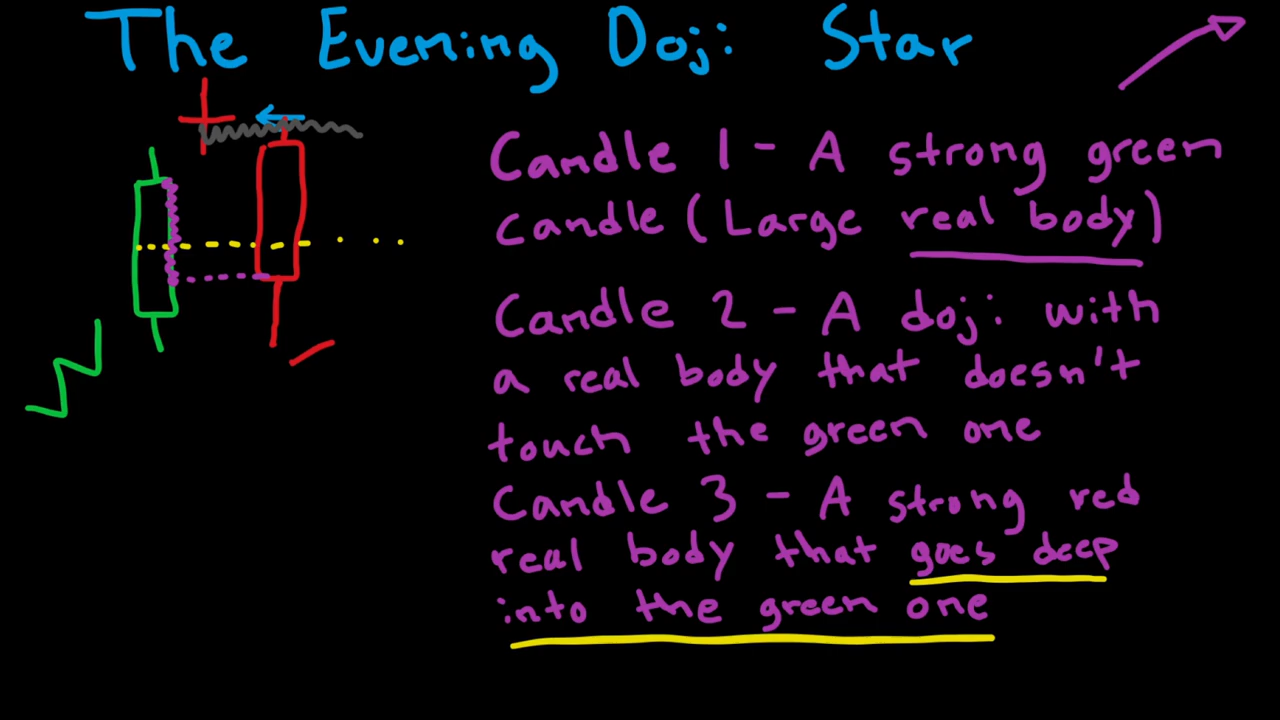 The Evening Doji Star
Candle 1 - A strong green
candle (Large real body)
Candle 2 - A doji with
a real body that doesn't
touch the green one
Candle 3 - A strong red
real body that goes deep
into the green one